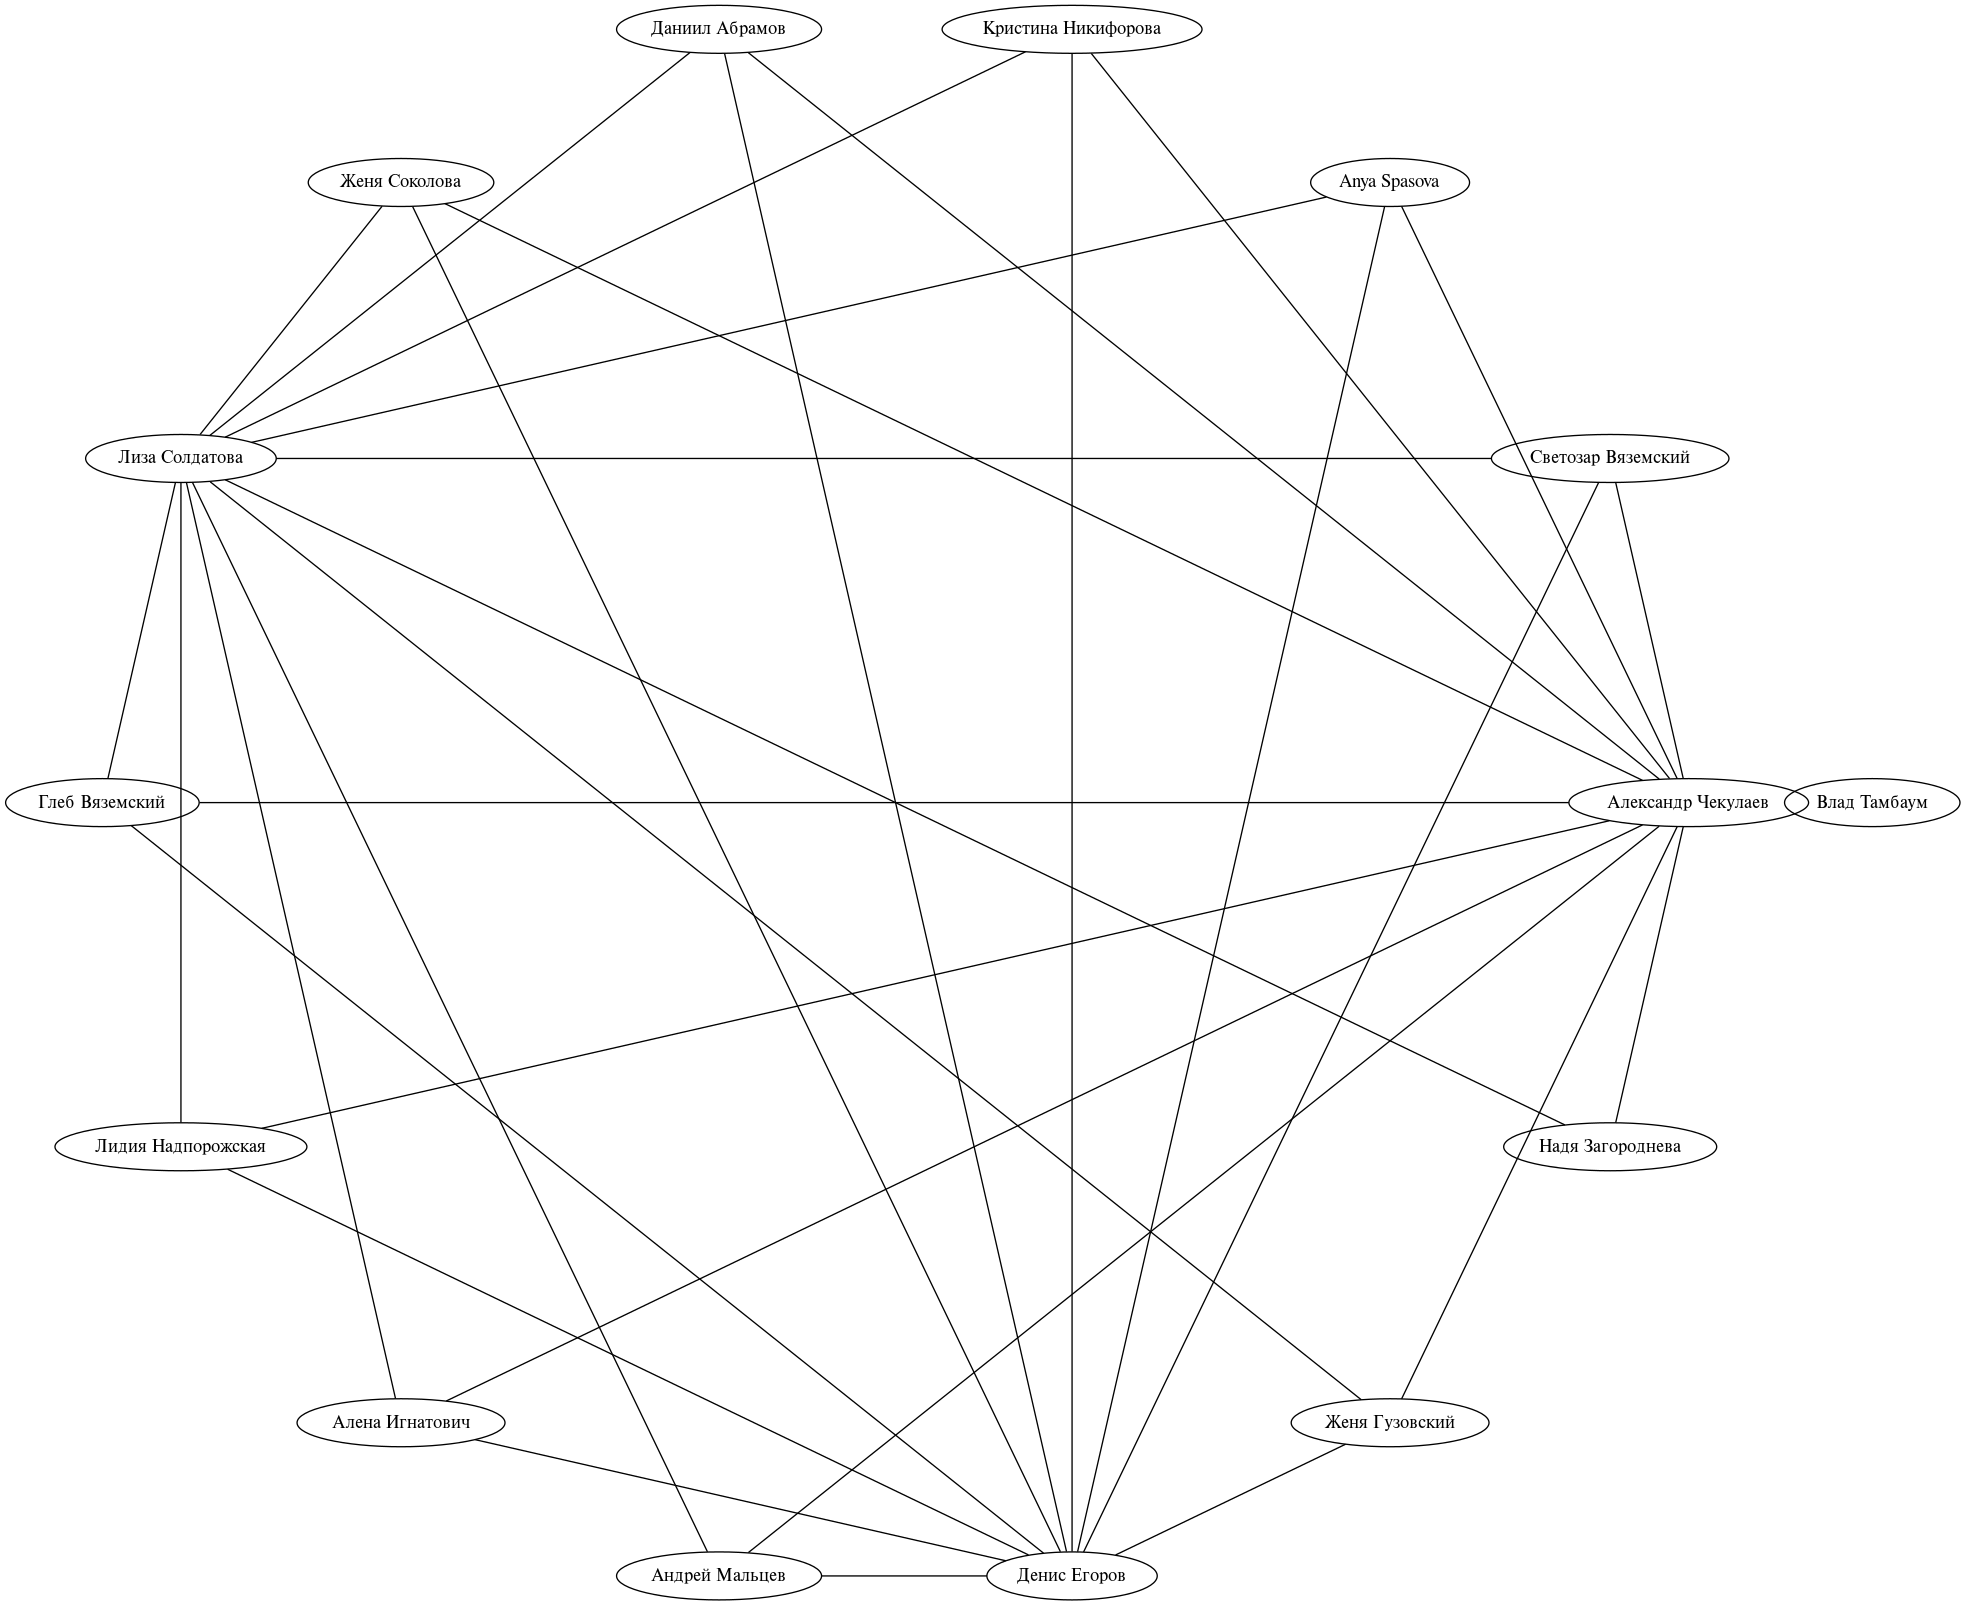 Даниил Абрамов
Кристина Никифорова
Женя Соколова
Anya Spasova
Лиза Солдатова
Светозар Вяземский
Глеб Вяземский
Александр Чекулаев
Влад Тамбаум
Лидия Надпорожская
Надя Загороднева
Алена Игнатович
Женя Гузовский
Андрей Мальцев
Денис Егоров